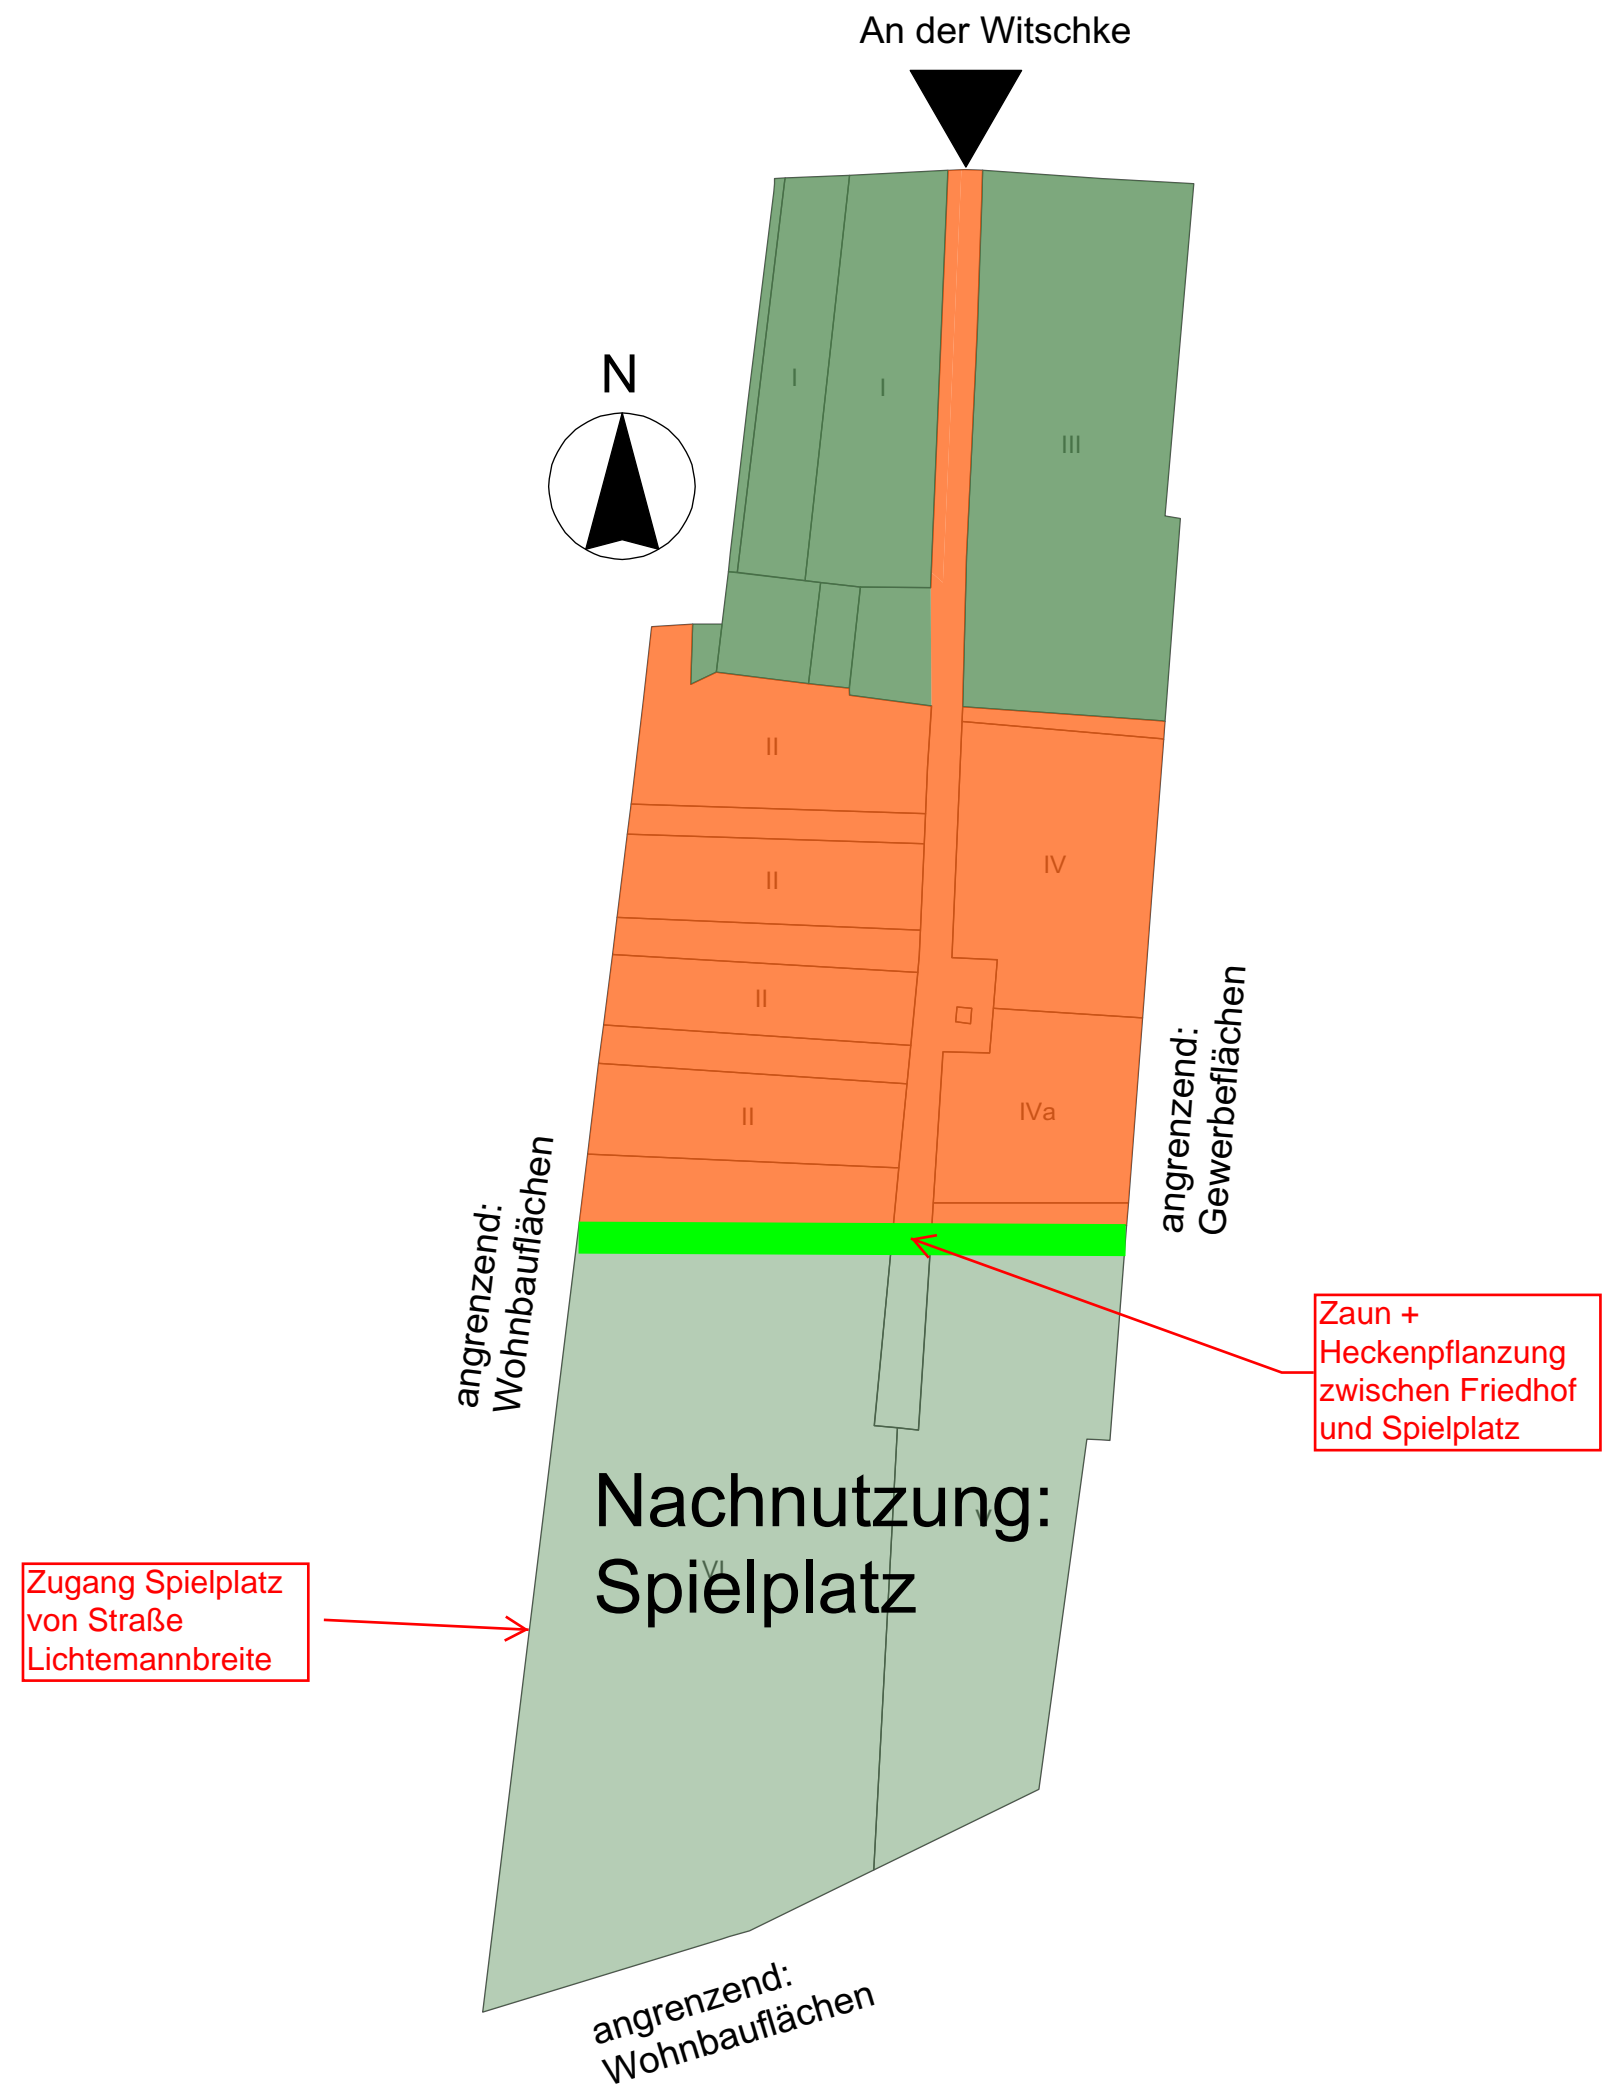 An der Witschke
N
I
I
III
II
II
IV
II
II
IVa
angrenzend:
Gewerbeflächen
angrenzend:
Wohnbauflächen
Zaun +
Heckenpflanzung
zwischen Friedhof
und Spielplatz
Nachnutzung:
Spielplatz
V
VI
Zugang Spielplatz
von Straße
Lichtemannbreite
angrenzend:
Wohnbauflächen